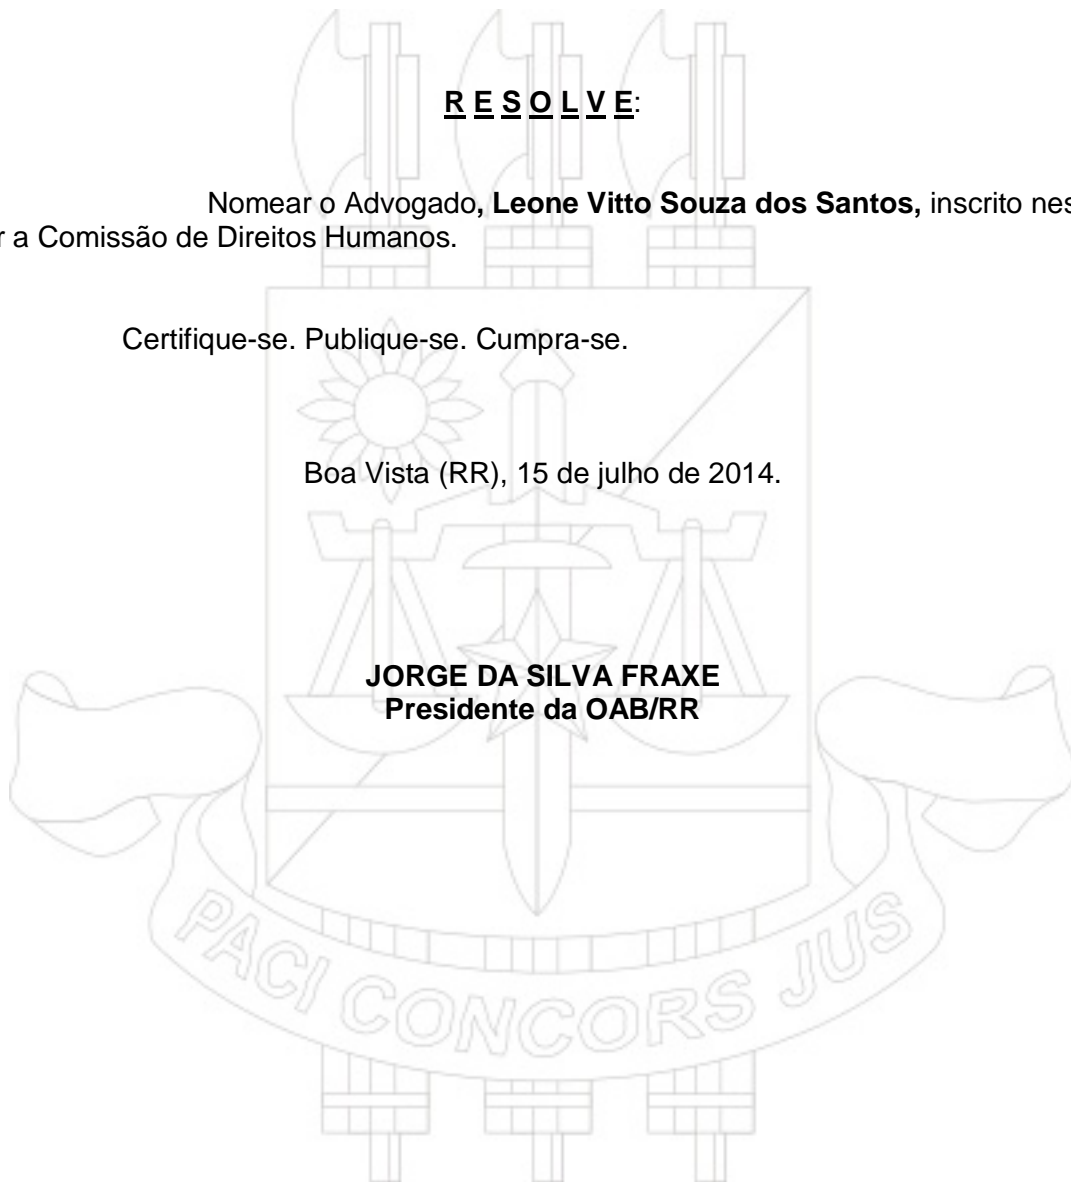 R E S O L V E:
Nomear o Advogado, Leone Vitto Souza dos Santos, inscrito nes
r a Comissão de Direitos Humanos.
Certifique-se. Publique-se. Cumpra-se.
Boa Vista (RR), 15 de julho de 2014.
JORGE DA SILVA FRAXE
Presidente da OAB/RR
PACI CONCORS JUS